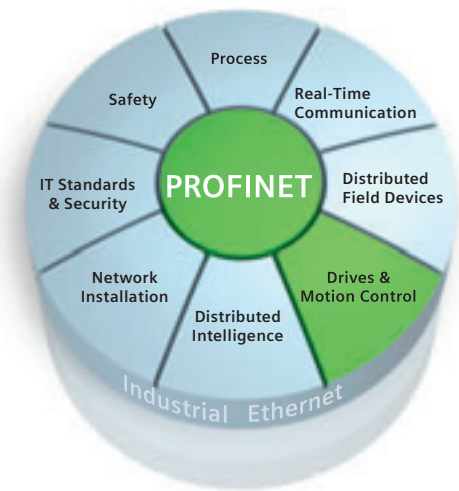 Process
Safety
Real-Time
Communication
PROFINET
IT Standards
& Security
Distributed
Field Devices
Network
Installation
Drives &
Motion Control
Distributed
Intelligence
Industrial Ethernet